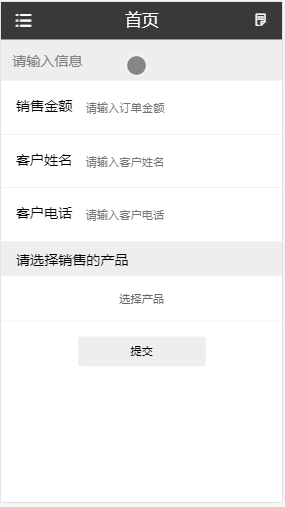 首页
请输入信息
销售金额 请输入订单金额
客户姓名 请输入客户姓名
客户电话 请输入客户电话
请选择销售的产品
选择产品
提交